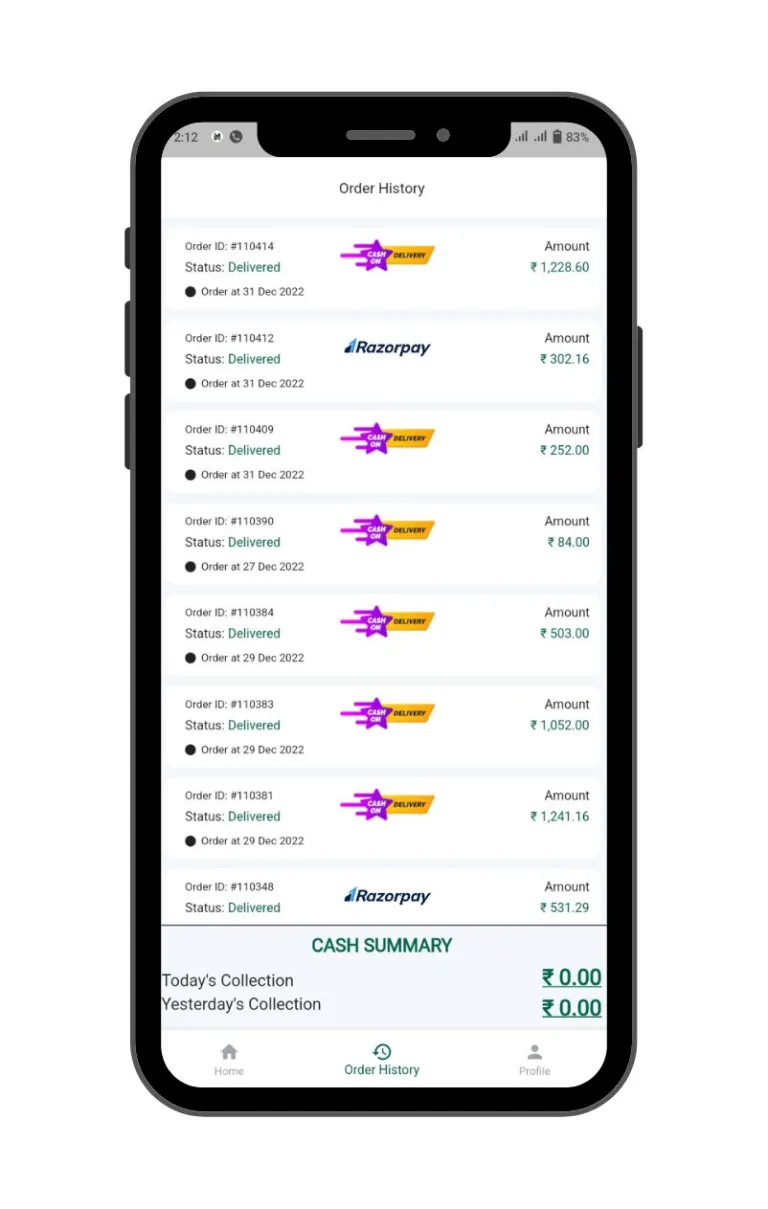 2:12
83%
Order History
Order ID: #110414
CASH ON DELIVERY
Amount
Status: Delivered
₹ 1,228.60
Order at 31 Dec 2022
Order ID: #110412
Razorpay
Amount
Status: Delivered
₹ 302.16
Order at 31 Dec 2022
Order ID: #110409
CASH ON DELIVERY
Amount
Status: Delivered
₹ 252.00
Order at 31 Dec 2022
Order ID: #110390
CASH ON DELIVERY
Amount
Status: Delivered
₹ 84.00
Order at 27 Dec 2022
Order ID: #110384
CASH ON DELIVERY
Amount
Status: Delivered
₹ 503.00
Order at 29 Dec 2022
Order ID: #110383
CASH ON DELIVERY
Amount
Status: Delivered
₹ 1,052.00
Order at 29 Dec 2022
Order ID: #110381
CASH ON DELIVERY
Amount
Status: Delivered
₹ 1,241.16
Order at 29 Dec 2022
Order ID: #110348
Razorpay
Amount
Status: Delivered
₹ 531.29
CASH SUMMARY
Today's Collection ₹ 0.00
Yesterday's Collection ₹ 0.00
Home
Order History
Profile